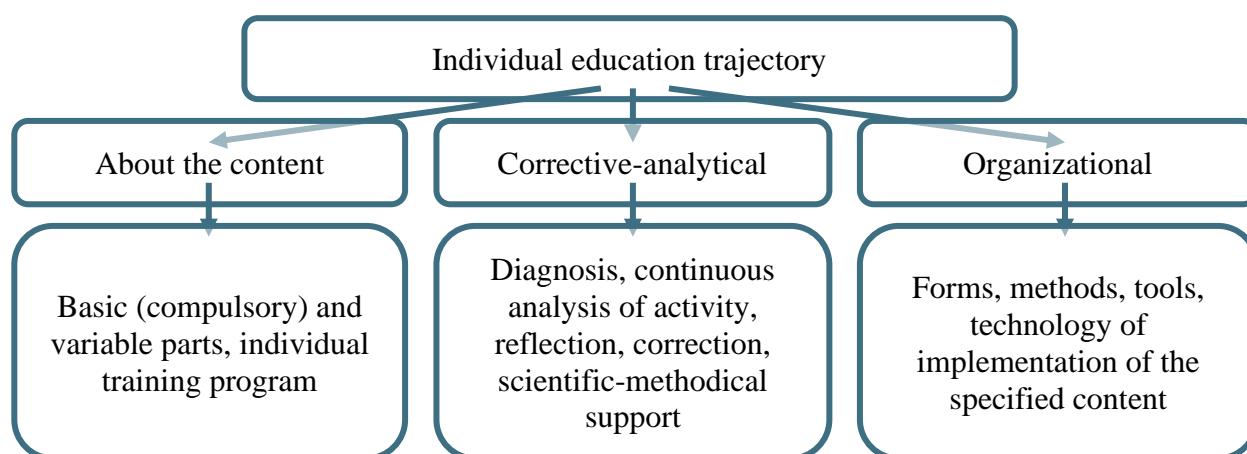 Individual education trajectory
About the content
Corrective-analytical
Organizational
Basic (compulsory) and
variable parts, individual
training program
Diagnosis, continuous
analysis of activity,
reflection, correction,
scientific-methodical
support
Forms, methods, tools,
technology of
implementation of the
specified content